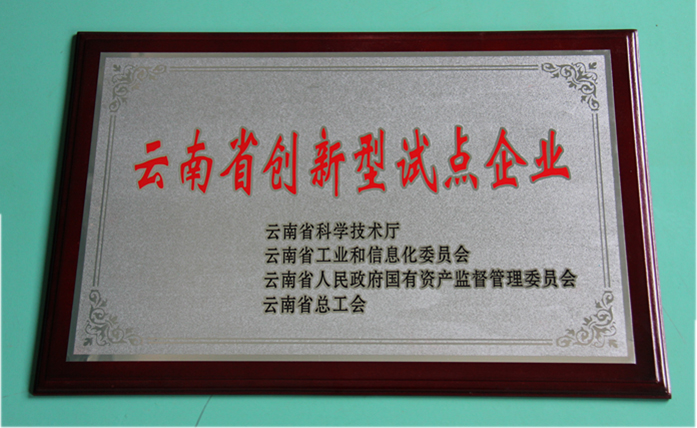 云南省创新型试点企业
云南省科学技术厅
云南省工业和信息化委员会
云南省人民政府国有资产监督管理委员会
云南省总工会